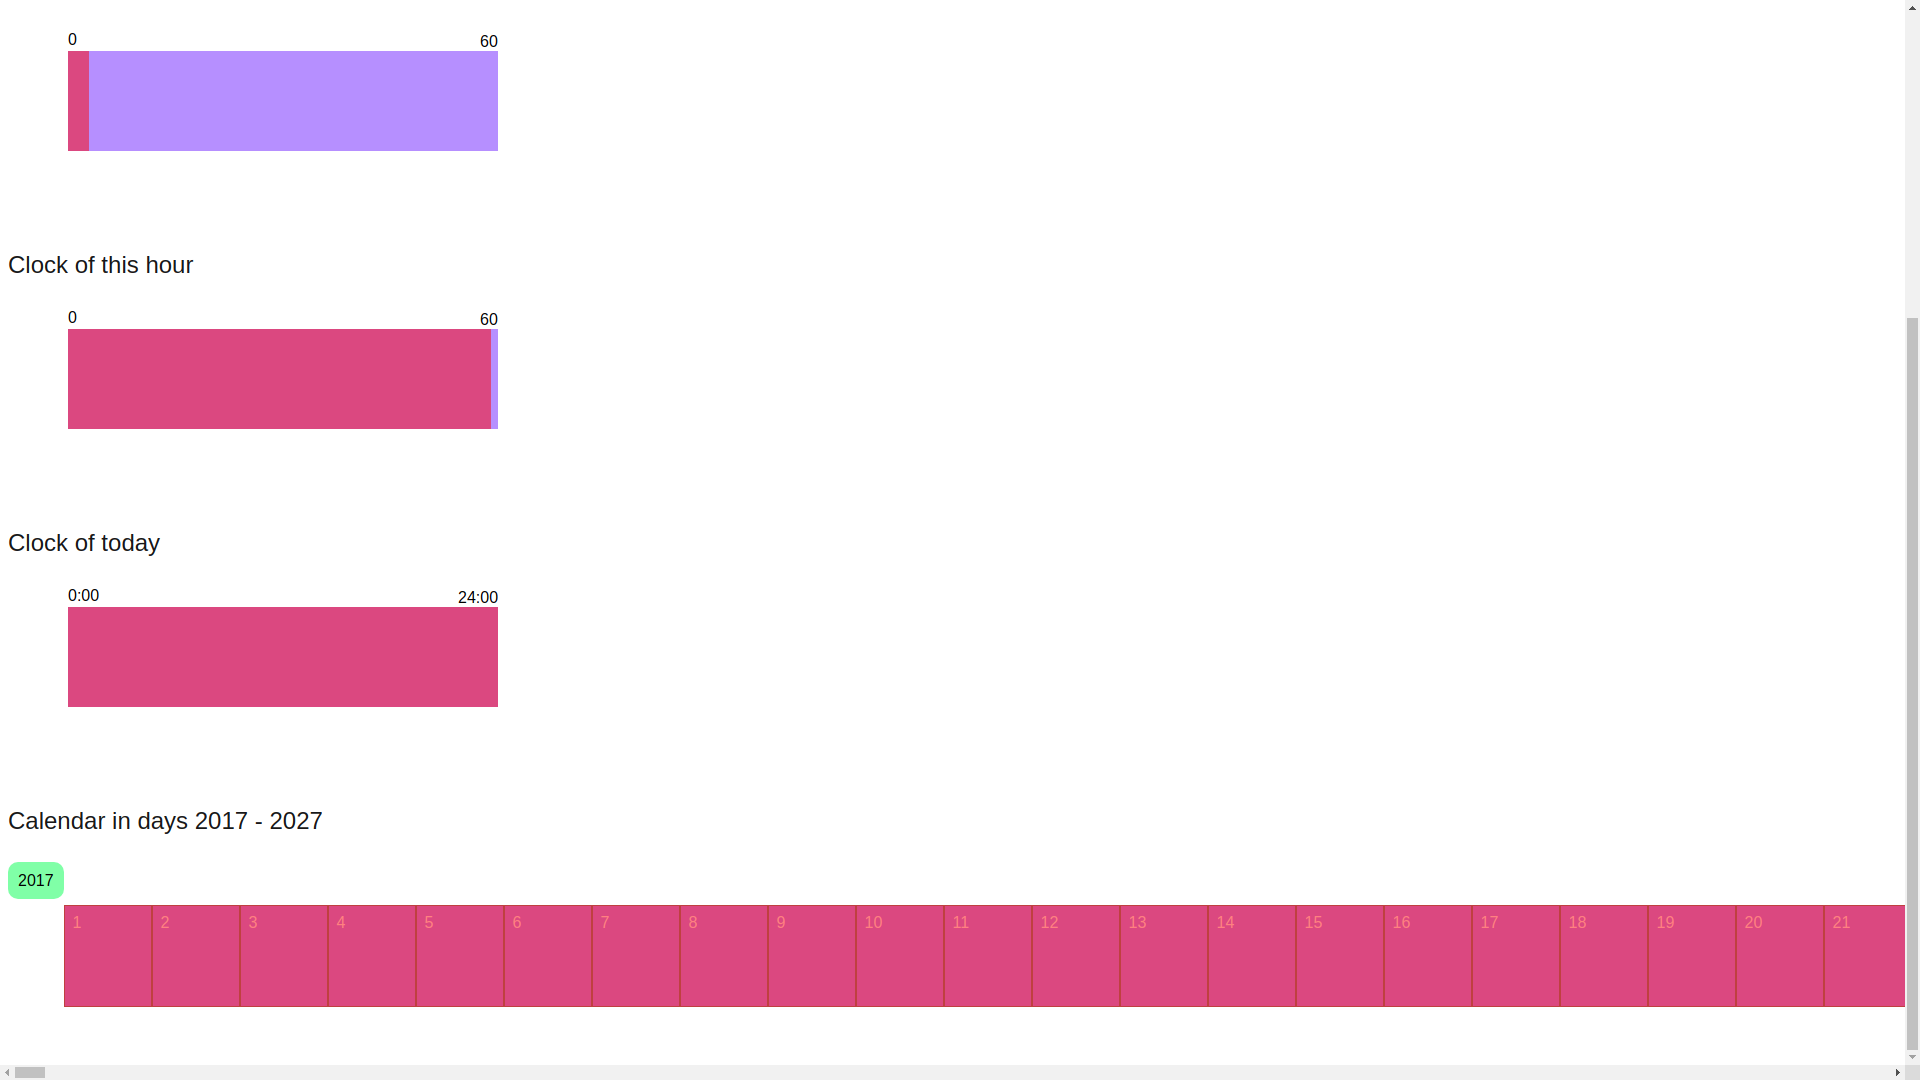 0 60
Clock of this hour
0 60
Clock of today
0:00 24:00
Calendar in days 2017 - 2027
2017
1 2 3 4 5 6 7 8 9 10 11 12 13 14 15 16 17 18 19 20 21